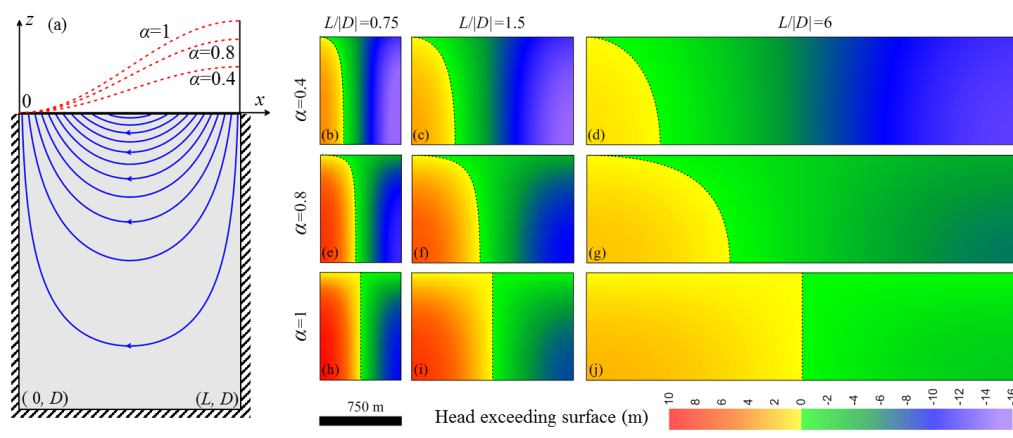 z
(a)
α=1
α=0.8
α=0.4
0
x
( 0, D)
(L, D)
L/|D|=0.75
L/|D|=1.5
L/|D|=6
α=0.4
(b)
(c)
(d)
α=0.8
(e)
(f)
(g)
α=1
(h)
(i)
(j)
750 m
Head exceeding surface (m)
10 8 6 4 2 0 -2 -4 -6 -8 -10 -12 -14 -16